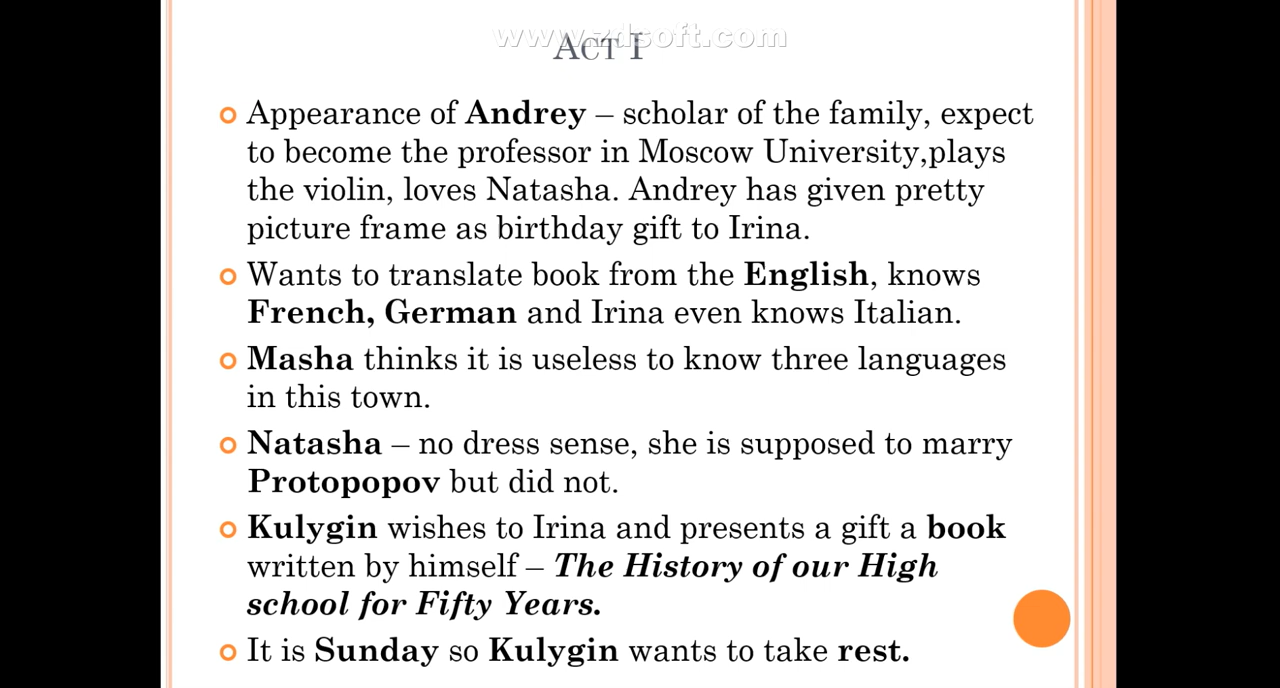 www.zdsoft.com
ACT I
Appearance of Andrey – scholar of the family, expect
to become the professor in Moscow University,plays
the violin, loves Natasha. Andrey has given pretty
picture frame as birthday gift to Irina.
Wants to translate book from the English, knows
French, German and Irina even knows Italian.
Masha thinks it is useless to know three languages
in this town.
Natasha – no dress sense, she is supposed to marry
Protopopov but did not.
Kulygin wishes to Irina and presents a gift a book
written by himself – The History of our High
school for Fifty Years.
It is Sunday so Kulygin wants to take rest.